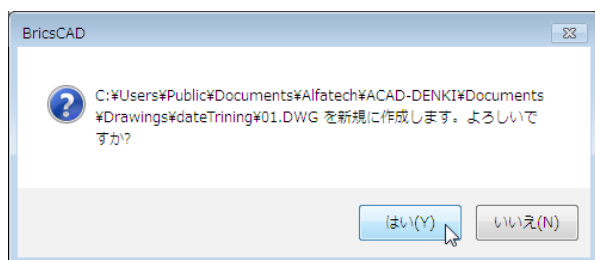 BricsCAD
C:¥Users¥Public¥Documents¥Alfatech¥ACAD-DENKI¥Documents
¥Drawings¥dateTrining¥01.DWG を新規に作成します。よろしいで
すか?
はい(Y)
いいえ(N)